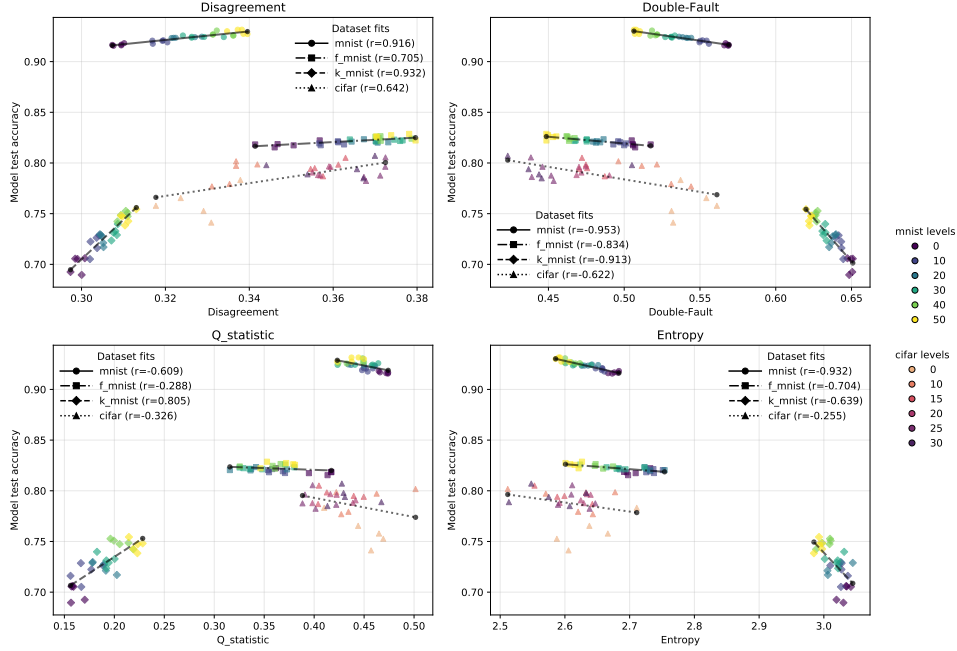 Disagreement
Model test accuracy
0.90
0.85
0.80
0.75
0.70
0.30
0.32
0.34
0.36
0.38
Disagreement
Dataset fits
mnist (r=0.916)
f_mnist (r=0.705)
k_mnist (r=0.932)
cifar (r=0.642)
Double-Fault
Model test accuracy
0.90
0.85
0.80
0.75
0.70
0.45
0.50
0.55
0.60
0.65
Double-Fault
Dataset fits
mnist (r=-0.953)
f_mnist (r=-0.834)
k_mnist (r=-0.913)
cifar (r=-0.622)
Q_statistic
Model test accuracy
0.90
0.85
0.80
0.75
0.70
0.15
0.20
0.25
0.30
0.35
0.40
0.45
0.50
Q_statistic
Dataset fits
mnist (r=-0.609)
f_mnist (r=-0.288)
k_mnist (r=0.805)
cifar (r=-0.326)
Entropy
Model test accuracy
0.90
0.85
0.80
0.75
0.70
2.5
2.6
2.7
2.8
2.9
3.0
Entropy
Dataset fits
mnist (r=-0.932)
f_mnist (r=-0.704)
k_mnist (r=-0.639)
cifar (r=-0.255)
mnist levels
0
10
20
30
40
50
cifar levels
0
10
15
20
25
30